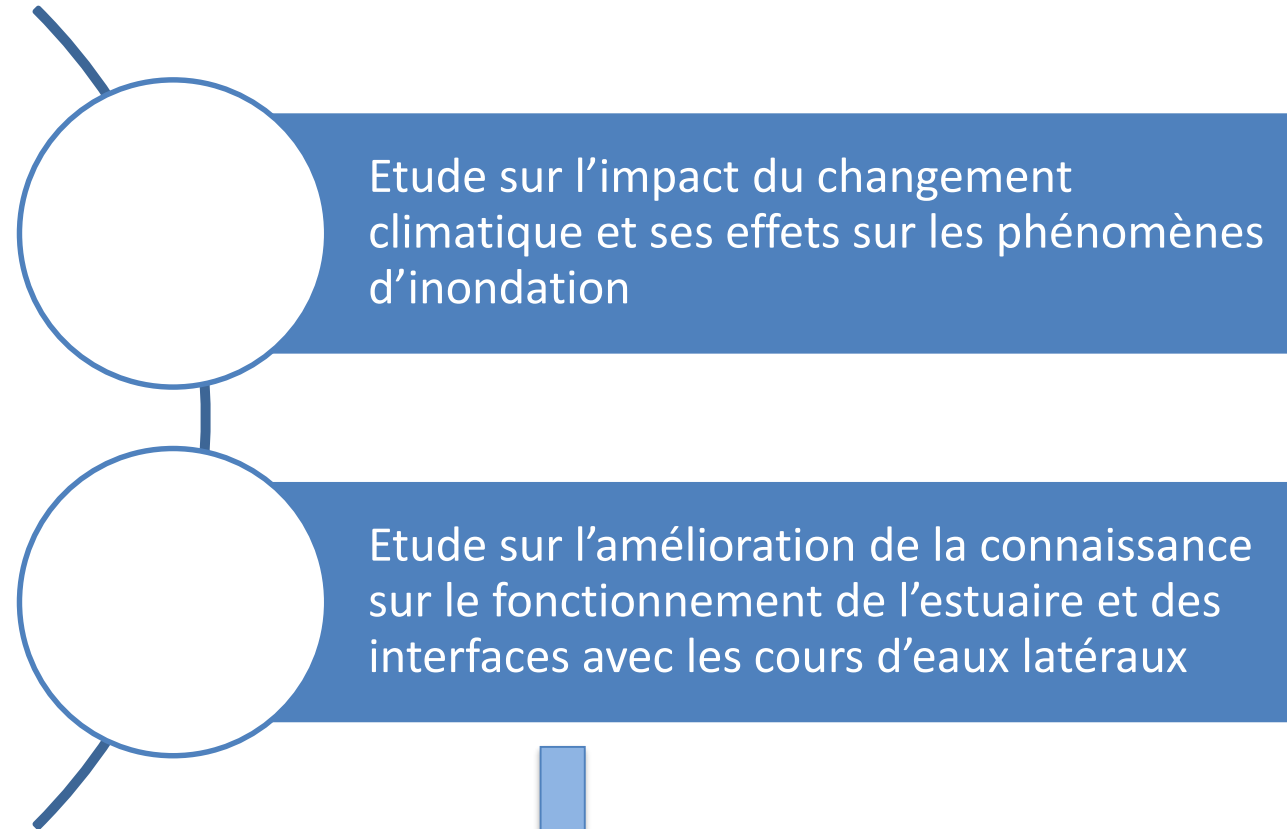 Etude sur l’impact du changement
climatique et ses effets sur les phénomènes
d’inondation
Etude sur l’amélioration de la connaissance
sur le fonctionnement de l’estuaire et des
interfaces avec les cours d’eaux latéraux